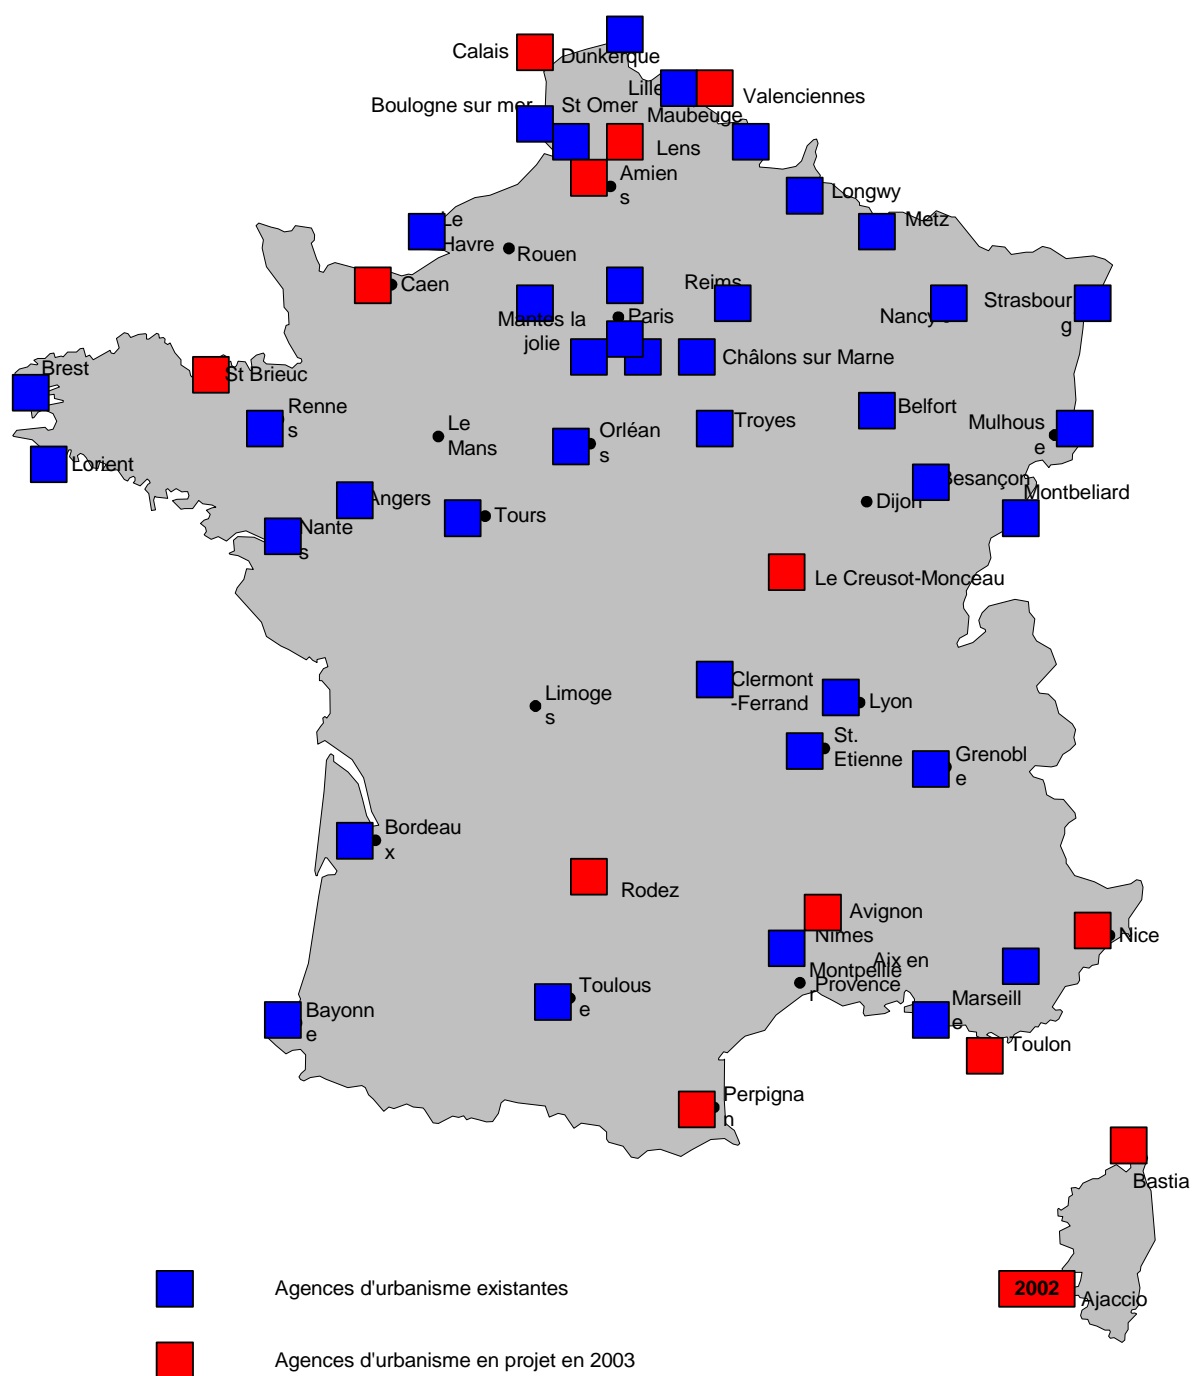 Calais
Dunkerque
Lille
Valenciennes
Boulogne sur mer
St Omer
Maubeuge
Lens
Amien
s
Longwy
Le
Havre
Metz
Rouen
Caen
Reims
Nancy
Strasbour
g
Mantes la
jolie
Paris
Châlons sur Marne
Brest
St Brieuc
Renne
s
Le
Mans
Orléan
s
Troyes
Belfort
Mulhous
e
Lorient
Angers
Tours
Besançon
Dijon
Montbeliard
Nante
s
Le Creusot-Monceau
Clermont
-Ferrand
Limoge
s
Lyon
St.
Etienne
Grenobl
e
Bordeau
x
Rodez
Avignon
Nîmes
Nice
Aix en
Provence
Montpellie
r
Toulous
e
Marseill
e
Bayonn
e
Toulon
Perpigna
n
Bastia
2002
Ajaccio
Agences d'urbanisme existantes
Agences d'urbanisme en projet en 2003